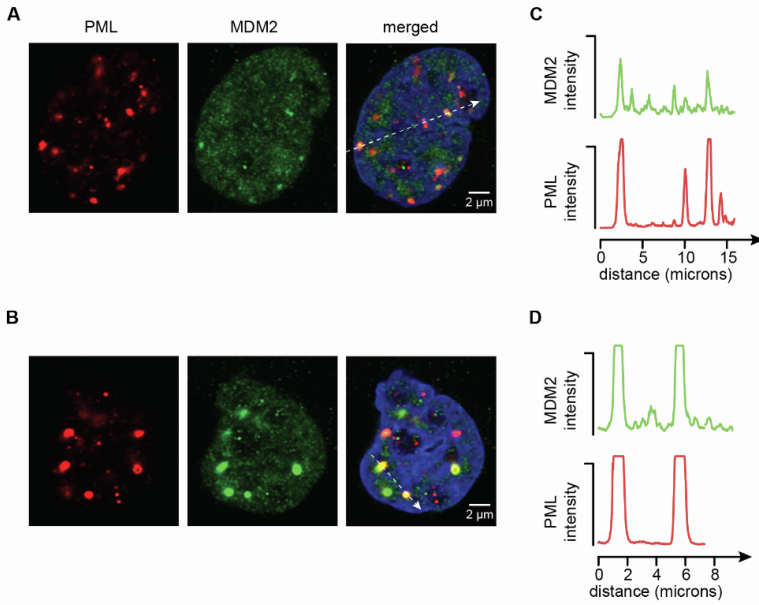 A
PML
MDM2
merged
2 µm
C
MDM2
intensity
PML
intensity
0
5
10
15
distance (microns)
B
2 µm
D
MDM2
intensity
PML
intensity
0
2
4
6
8
distance (microns)